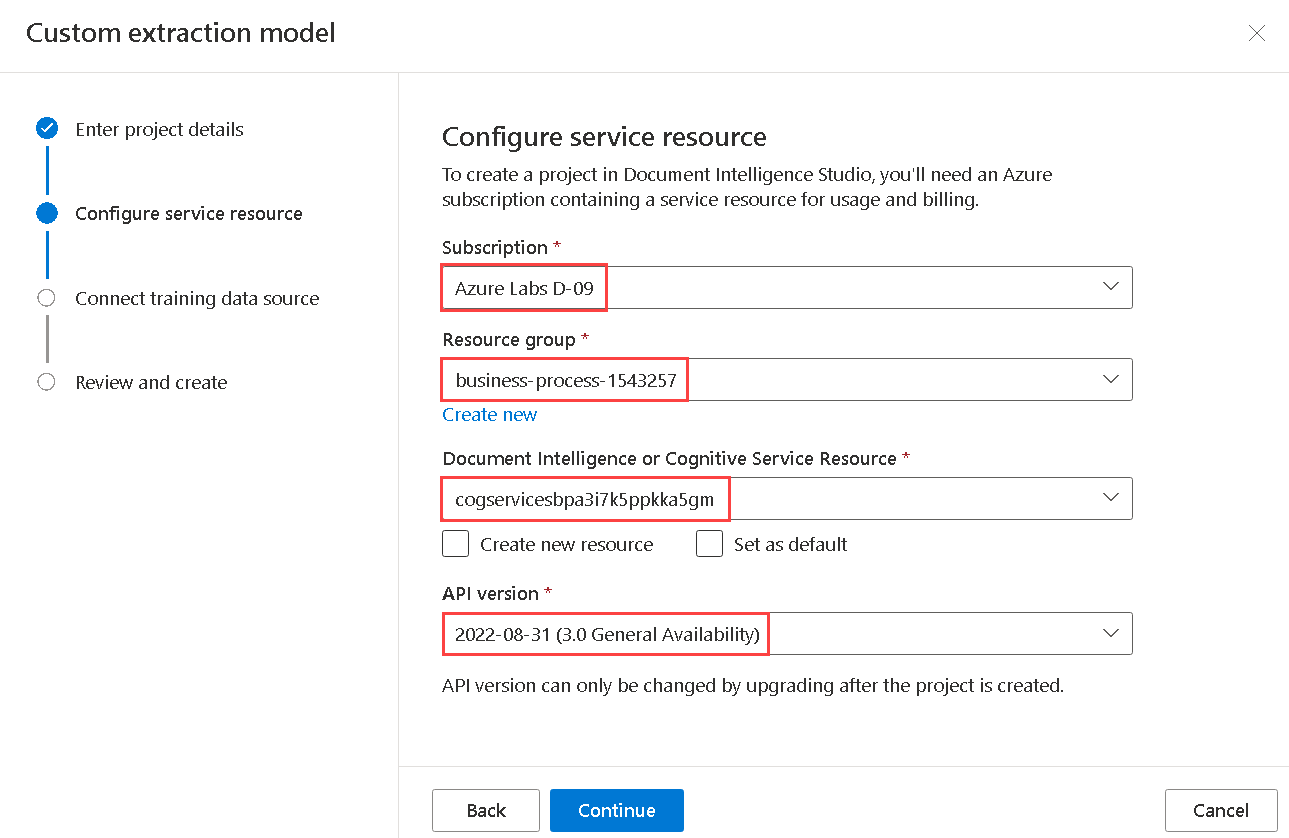 Custom extraction model
Enter project details
Configure service resource
Connect training data source
Review and create
Configure service resource
To create a project in Document Intelligence Studio, you'll need an Azure
subscription containing a service resource for usage and billing.
Subscription *
Azure Labs D-09
Resource group *
business-process-1543257
Create new
Document Intelligence or Cognitive Service Resource *
cogservicesbpa3i7k5ppkka5gm
Create new resource
Set as default
API version *
2022-08-31 (3.0 General Availability)
API version can only be changed by upgrading after the project is created.
Back
Continue
Cancel